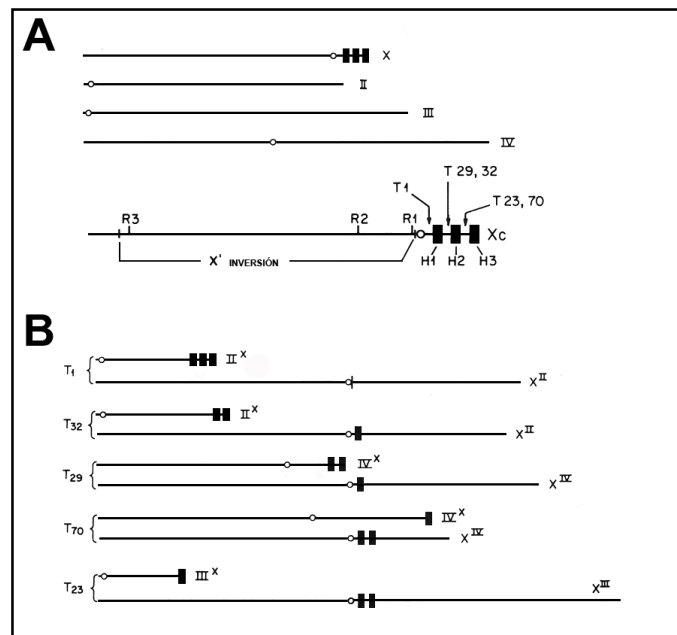 A
X
II
III
IV
T1
T 29, 32
T 23, 70
R3
R2
R1
Xc
X' INVERSIÓN
H1
H2
H3
B
T1
II X
X II
T32
II X
X II
T29
IV X
X IV
T70
IV X
X IV
T23
III X
X III